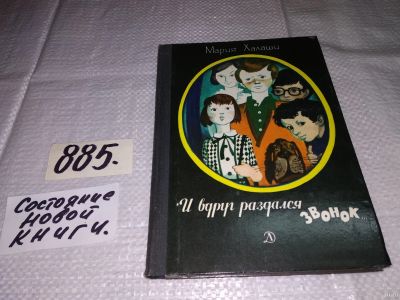 Мария Халаши
И вдруг раздался
звонок...
885.
Состояние
новой
книги.